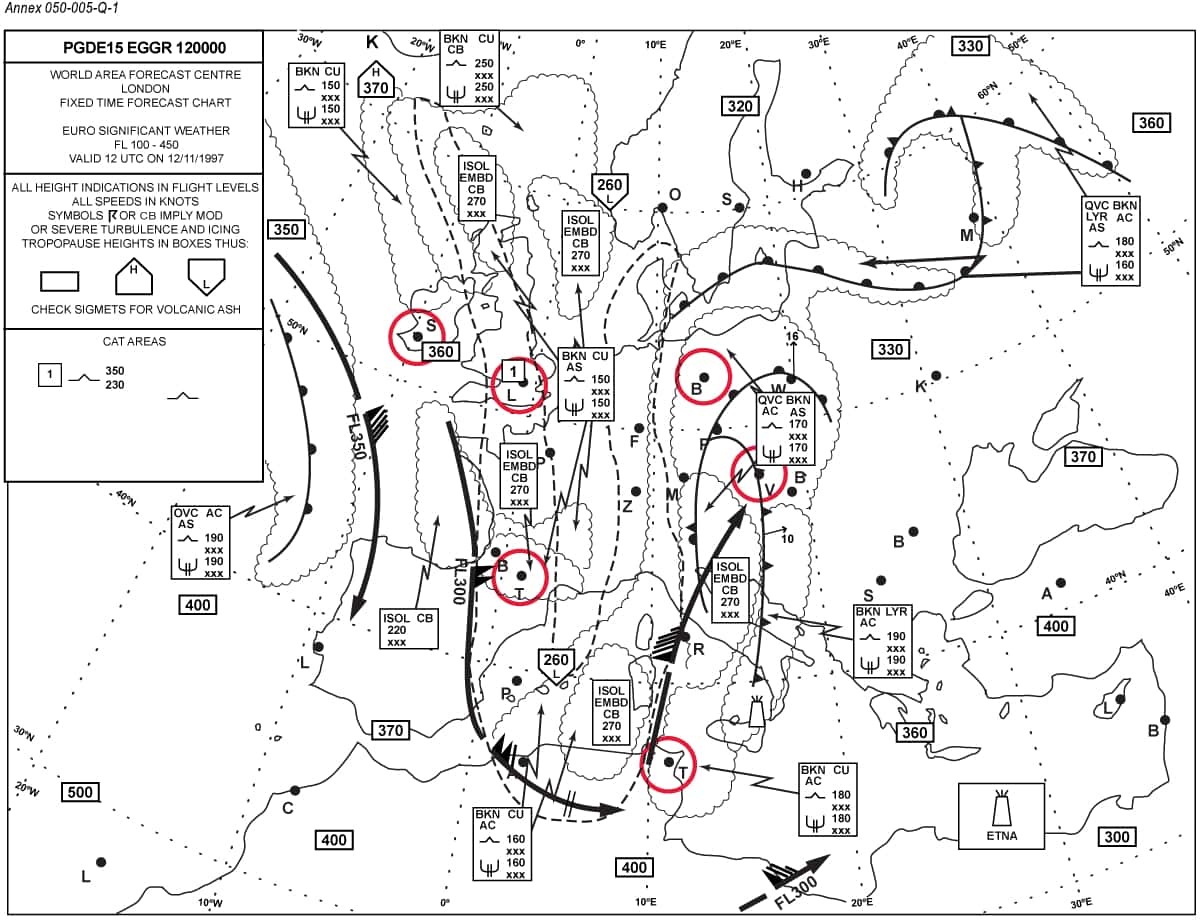 Annex 050-005-Q-1
PGDE15 EGGR 120000
WORLD AREA FORECAST CENTRE
LONDON
FIXED TIME FORECAST CHART
EURO SIGNIFICANT WEATHER
FL 100 - 450
VALID 12 UTC ON 12/11/1997
ALL HEIGHT INDICATIONS IN FLIGHT LEVELS
ALL SPEEDS IN KNOTS
SYMBOLS OR CB IMPLY MOD
OR SEVERE TURBULENCE AND ICING
TROPOPAUSE HEIGHTS IN BOXES THUS:
H
L
CHECK SIGMETS FOR VOLCANIC ASH
CAT AREAS
1
350
230
30°W
K
20°W
°W
0°
10°E
20°E
30°E
40°E
50°E
60°N
50°N
H
370
BKN CU
150
xxx
150
xxx
BKN CU
CB
250
xxx
250
xxx
330
320
360
350
ISOL
EMBD
CB
270
xxx
260
L
ISOL
EMBD
CB
270
xxx
O
S
H
M
QVC BKN
LYR AC
AS
180
xxx
160
xxx
50°N
S
360
1
L
BKN CU
AS
150
xxx
150
xxx
16
330
B
W
K
QVC BKN
AC AS
170
xxx
170
xxx
FL350
F
P
ISOL
EMBD
CB
270
xxx
P
Z
M
V
B
370
40°N
QVC AC
AS
190
xxx
190
xxx
10
B
FL300
B
T
ISOL
EMBD
CB
270
xxx
S
A
40°N
40°E
400
ISOL CB
220
xxx
BKN LYR
AC
190
xxx
190
xxx
400
L
R
260
L
P
ISOL
EMBD
CB
270
xxx
L
B
370
360
30°N
20°W
500
C
A
T
BKN CU
AC
180
xxx
180
xxx
ETNA
BKN CU
AC
160
xxx
160
xxx
400
300
L
400
FL300
10°W
0°
10°E
20°E
30°E